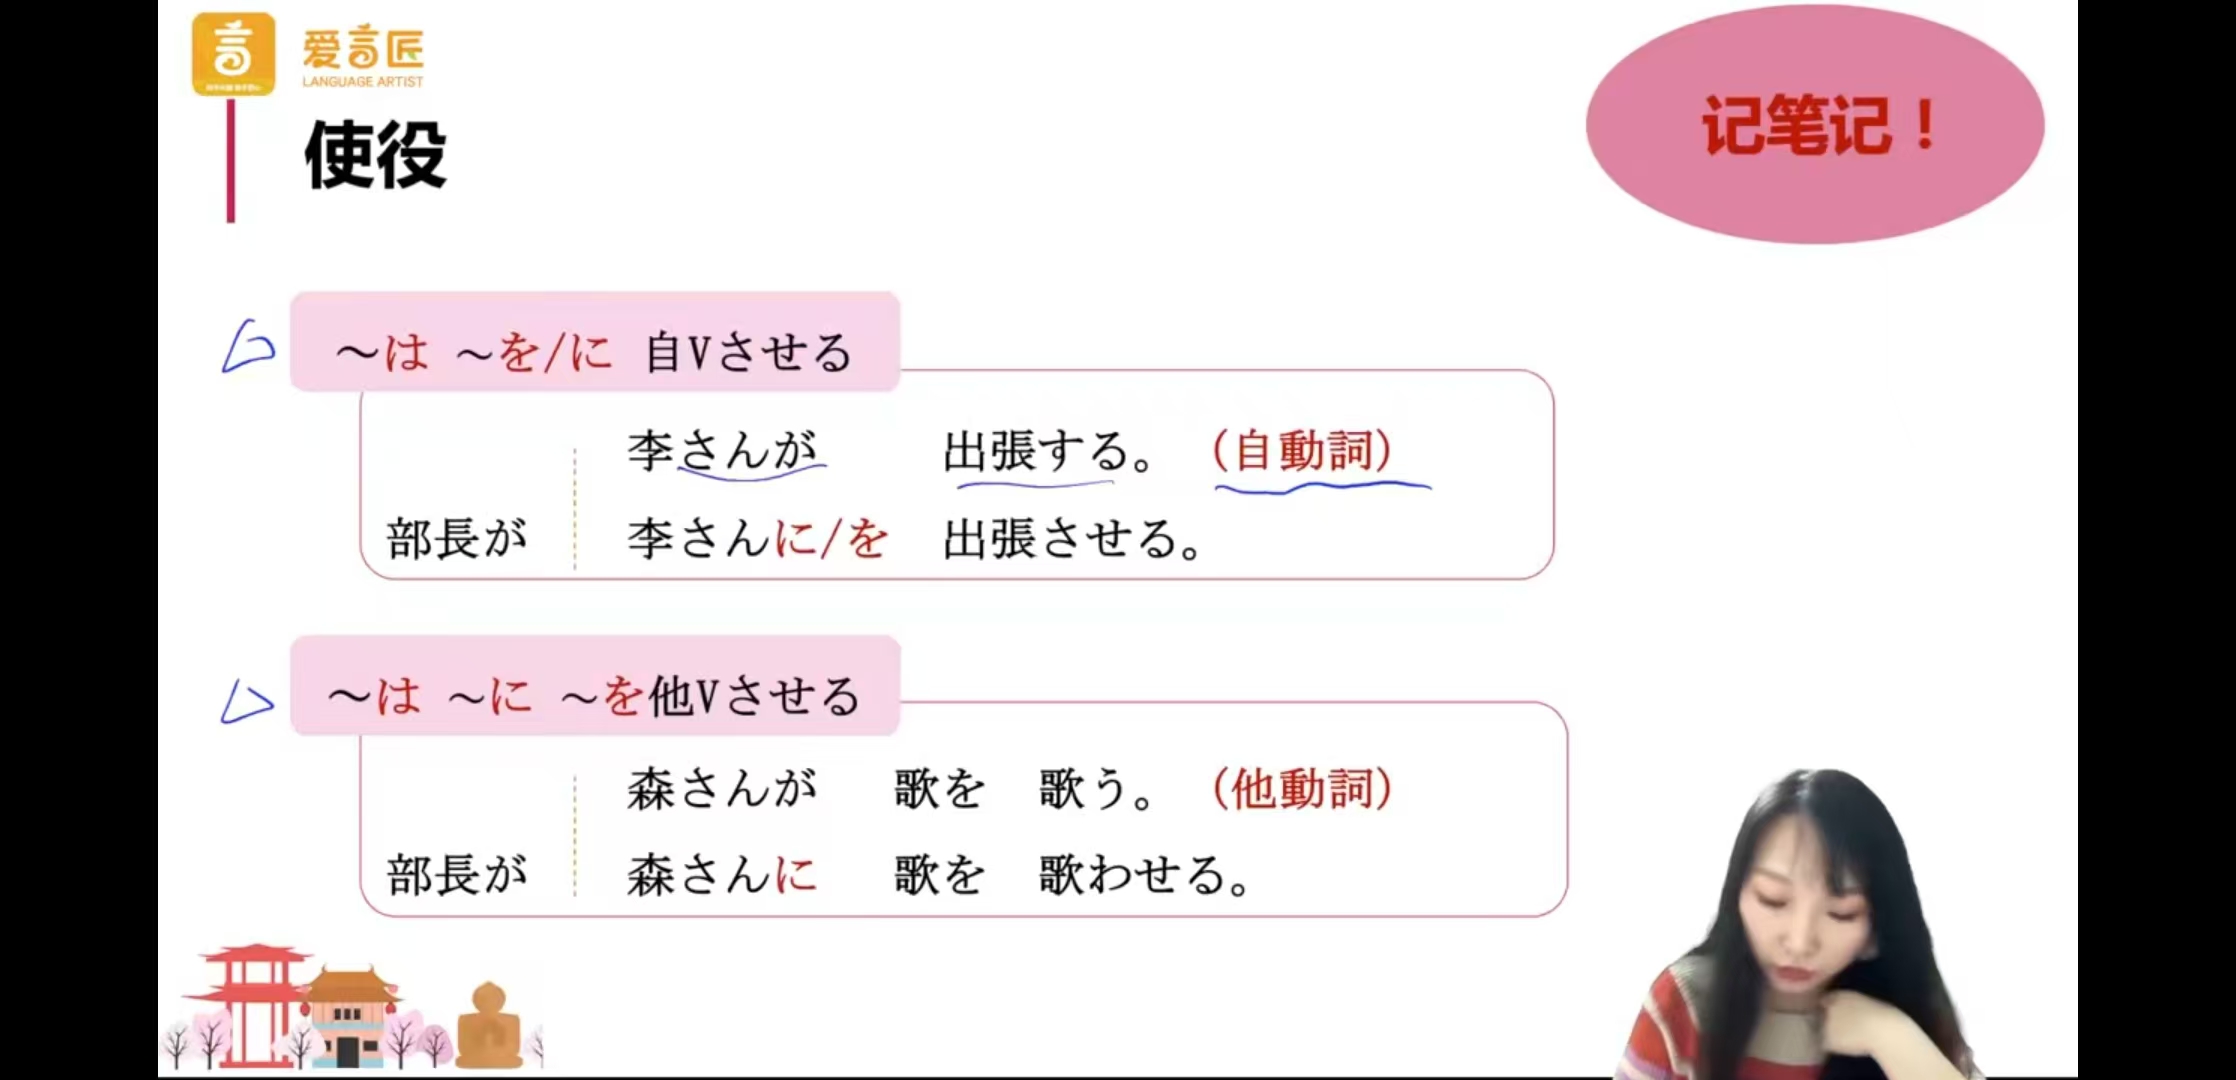 爱言匠
LANGUAGE ARTIST
使役
记笔记！
～は ～を/に 自Vさせる
李さんが 出張する。（自動詞）
部長が 李さんに/を 出張させる。
～は ～に ～を他Vさせる
森さんが 歌を 歌う。（他動詞）
部長が 森さんに 歌を 歌わせる。